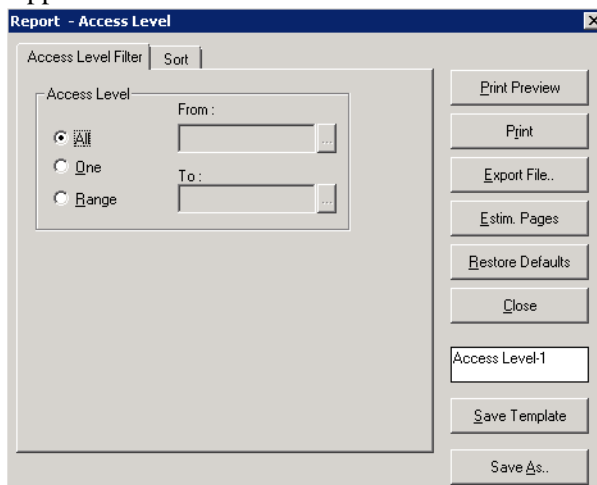 Report - Access Level
Access Level Filter
Sort
Access Level
From :
All
...
One
To :
Range
...
Print Preview
Print
Export File..
Estim. Pages
Restore Defaults
Close
Access Level-1
Save Template
Save As..